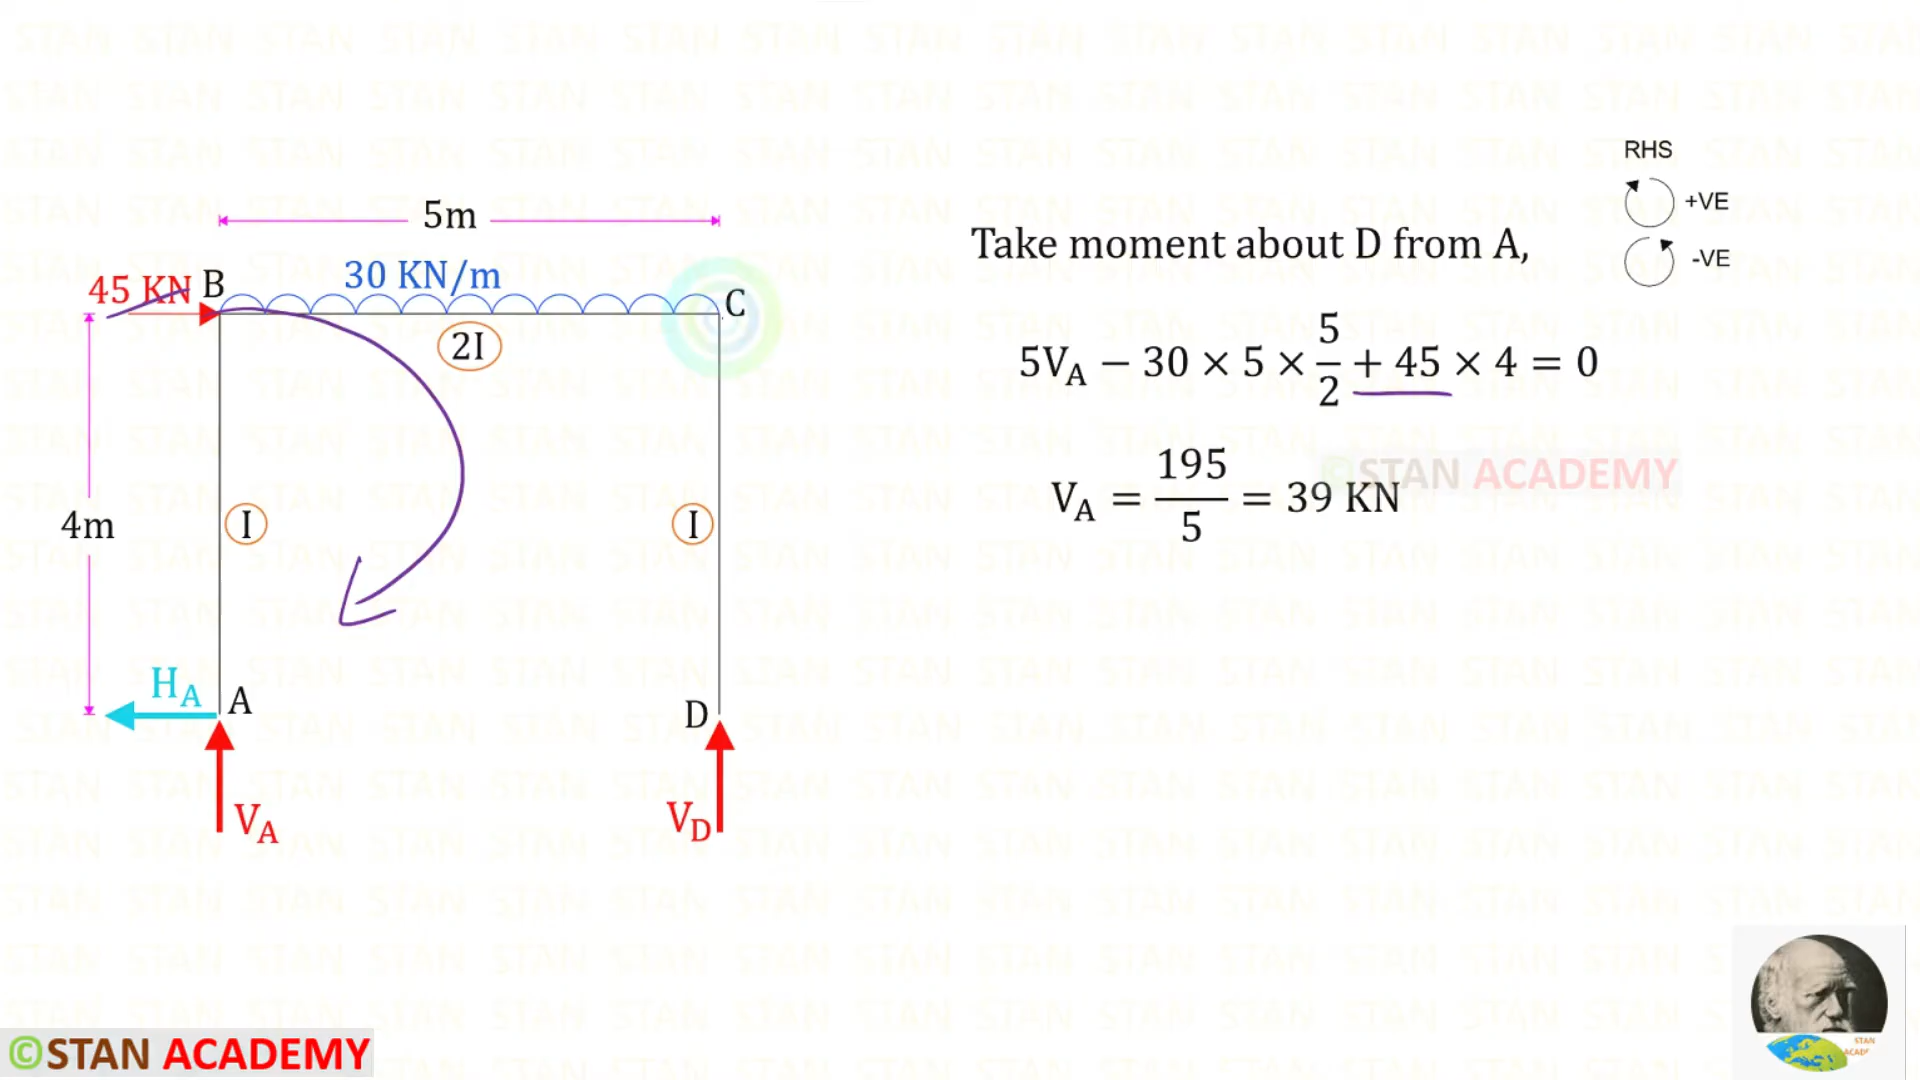 RHS
+VE
-VE
5m
Take moment about D from A,
45 KN
B
30 KN/m
C
2I
5V_A − 30 × 5 × 5/2 + 45 × 4 = 0
©STAN ACADEMY
V_A = 195/5 = 39 KN
4m
I
I
H_A
A
D
V_A
V_D
©STAN ACADEMY
STAN